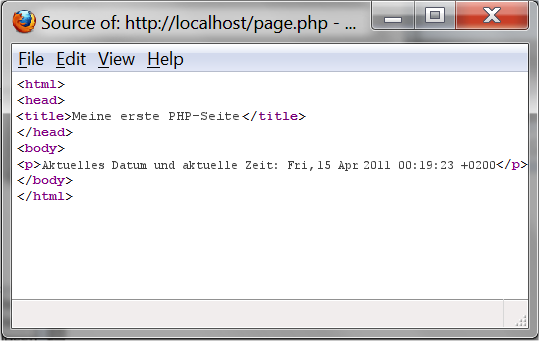 Source of: http://localhost/page.php - ...
File Edit View Help
<html>
<head>
<title>Meine erste PHP-Seite</title>
</head>
<body>
<p>Aktuelles Datum und aktuelle Zeit: Fri,15 Apr 2011 00:19:23 +0200</p>
</body>
</html>